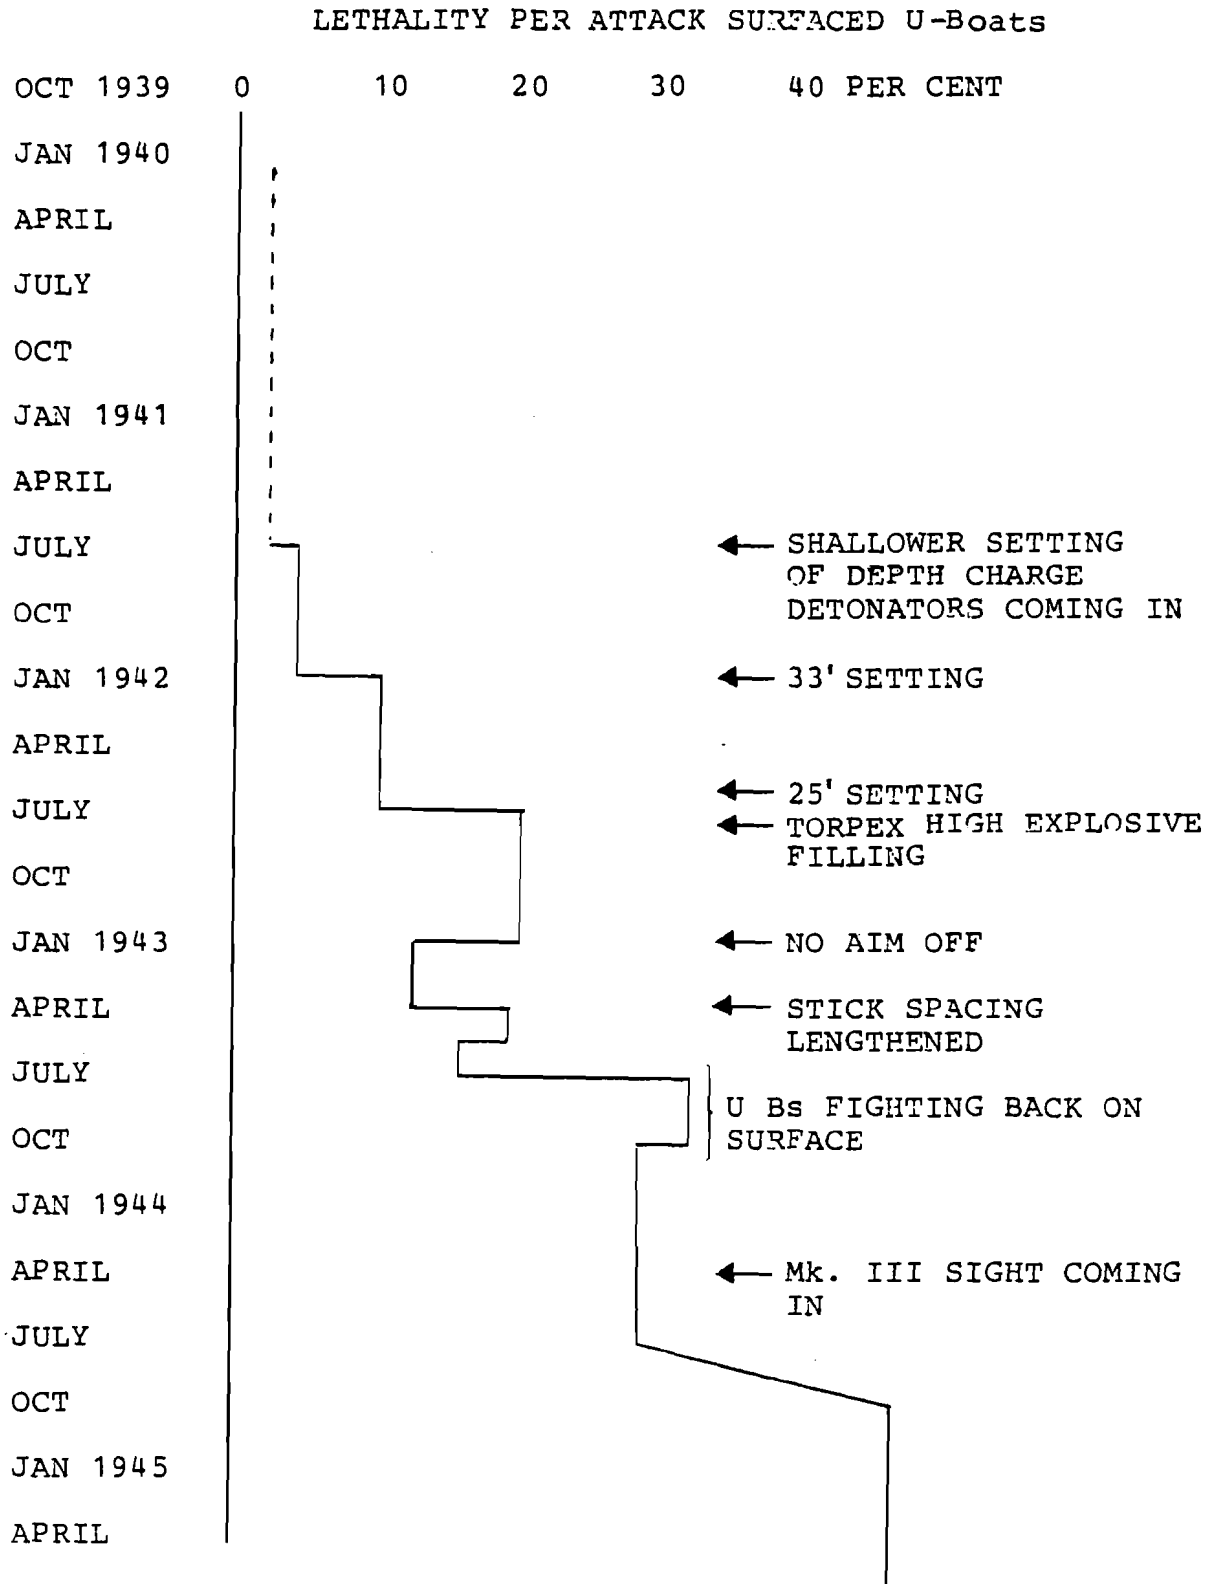 LETHALITY PER ATTACK SURFACED U-Boats
OCT 1939 0 10 20 30 40 PER CENT
JAN 1940
APRIL
JULY
OCT
JAN 1941
APRIL
JULY
SHALLOWER SETTING
OF DEPTH CHARGE
OCT
DETONATORS COMING IN
JAN 1942
33' SETTING
APRIL
25' SETTING
JULY
TORPEX HIGH EXPLOSIVE
FILLING
OCT
JAN 1943
NO AIM OFF
APRIL
STICK SPACING
LENGTHENED
JULY
U Bs FIGHTING BACK ON
SURFACE
OCT
JAN 1944
APRIL
Mk. III SIGHT COMING
IN
JULY
OCT
JAN 1945
APRIL